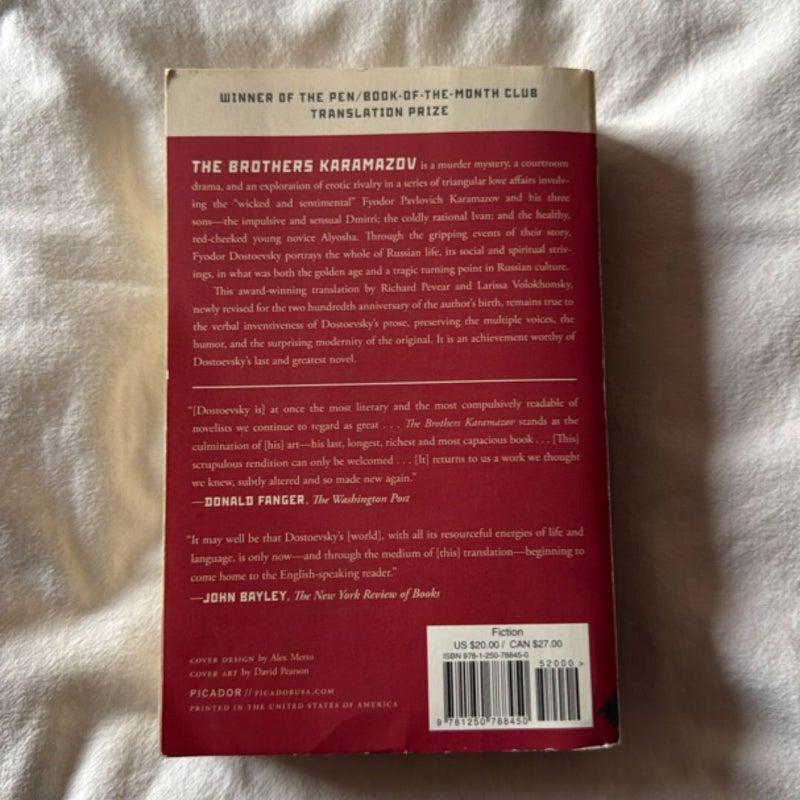 WINNER OF THE PEN/BOOK-OF-THE-MONTH CLUB
TRANSLATION PRIZE
THE BROTHERS KARAMAZOV is a murder mystery, a courtroom
drama, and an exploration of erotic rivalry in a series of triangular love affairs involv-
ing the "wicked and sentimental" Fyodor Pavlovich Karamazov and his three
sons—the impulsive and sensual Dmitri; the coldly rational Ivan; and the healthy,
red-cheeked young novice Alyosha. Through the gripping events of their story,
Fyodor Dostoevsky portrays the whole of Russian life, its social and spiritual striv-
ings, in what was both the golden age and a tragic turning point in Russian culture.
This award-winning translation by Richard Pevear and Larissa Volokhonsky,
newly revised for the two hundredth anniversary of the author's birth, remains true to
the verbal inventiveness of Dostoevsky's prose, preserving the multiple voices, the
humor, and the surprising modernity of the original. It is an achievement worthy of
Dostoevsky's last and greatest novel.
"[Dostoevsky is] at once the most literary and the most compulsively readable of
novelists we continue to regard as great . . . The Brothers Karamazov stands as the
culmination of [his] art—his last, longest, richest and most capacious book . . . [This]
scrupulous rendition can only be welcomed . . . [It] returns to us a work we thought
we knew, subtly altered and so made new again."
—DONALD FANGER, The Washington Post
"It may well be that Dostoevsky's [world], with all its resourceful energies of life and
language, is only now—and through the medium of [this] translation—beginning to
come home to the English-speaking reader."
—JOHN BAYLEY, The New York Review of Books
COVER DESIGN by Alex Merto
COVER ART by David Pearson
PICADOR // PICADORUSA.COM
PRINTED IN THE UNITED STATES OF AMERICA
Fiction
US $20.00 / CAN $27.00
ISBN 978-1-250-78845-0
52000 >
9 781250 788450